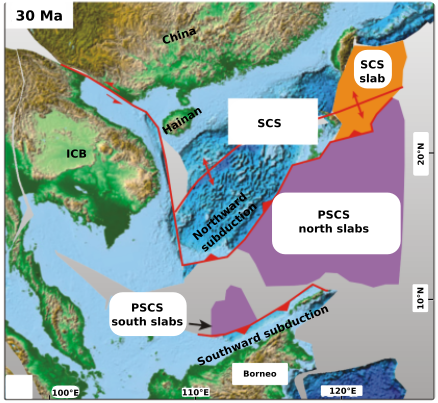 30 Ma
China
SCS
slab
Hainah
SCS
ICB
20°N
Northward
subduction
PSCS
north slabs
10°N
PSCS
south slabs
Southward subduction
Borneo
100°E
110°E
120°E